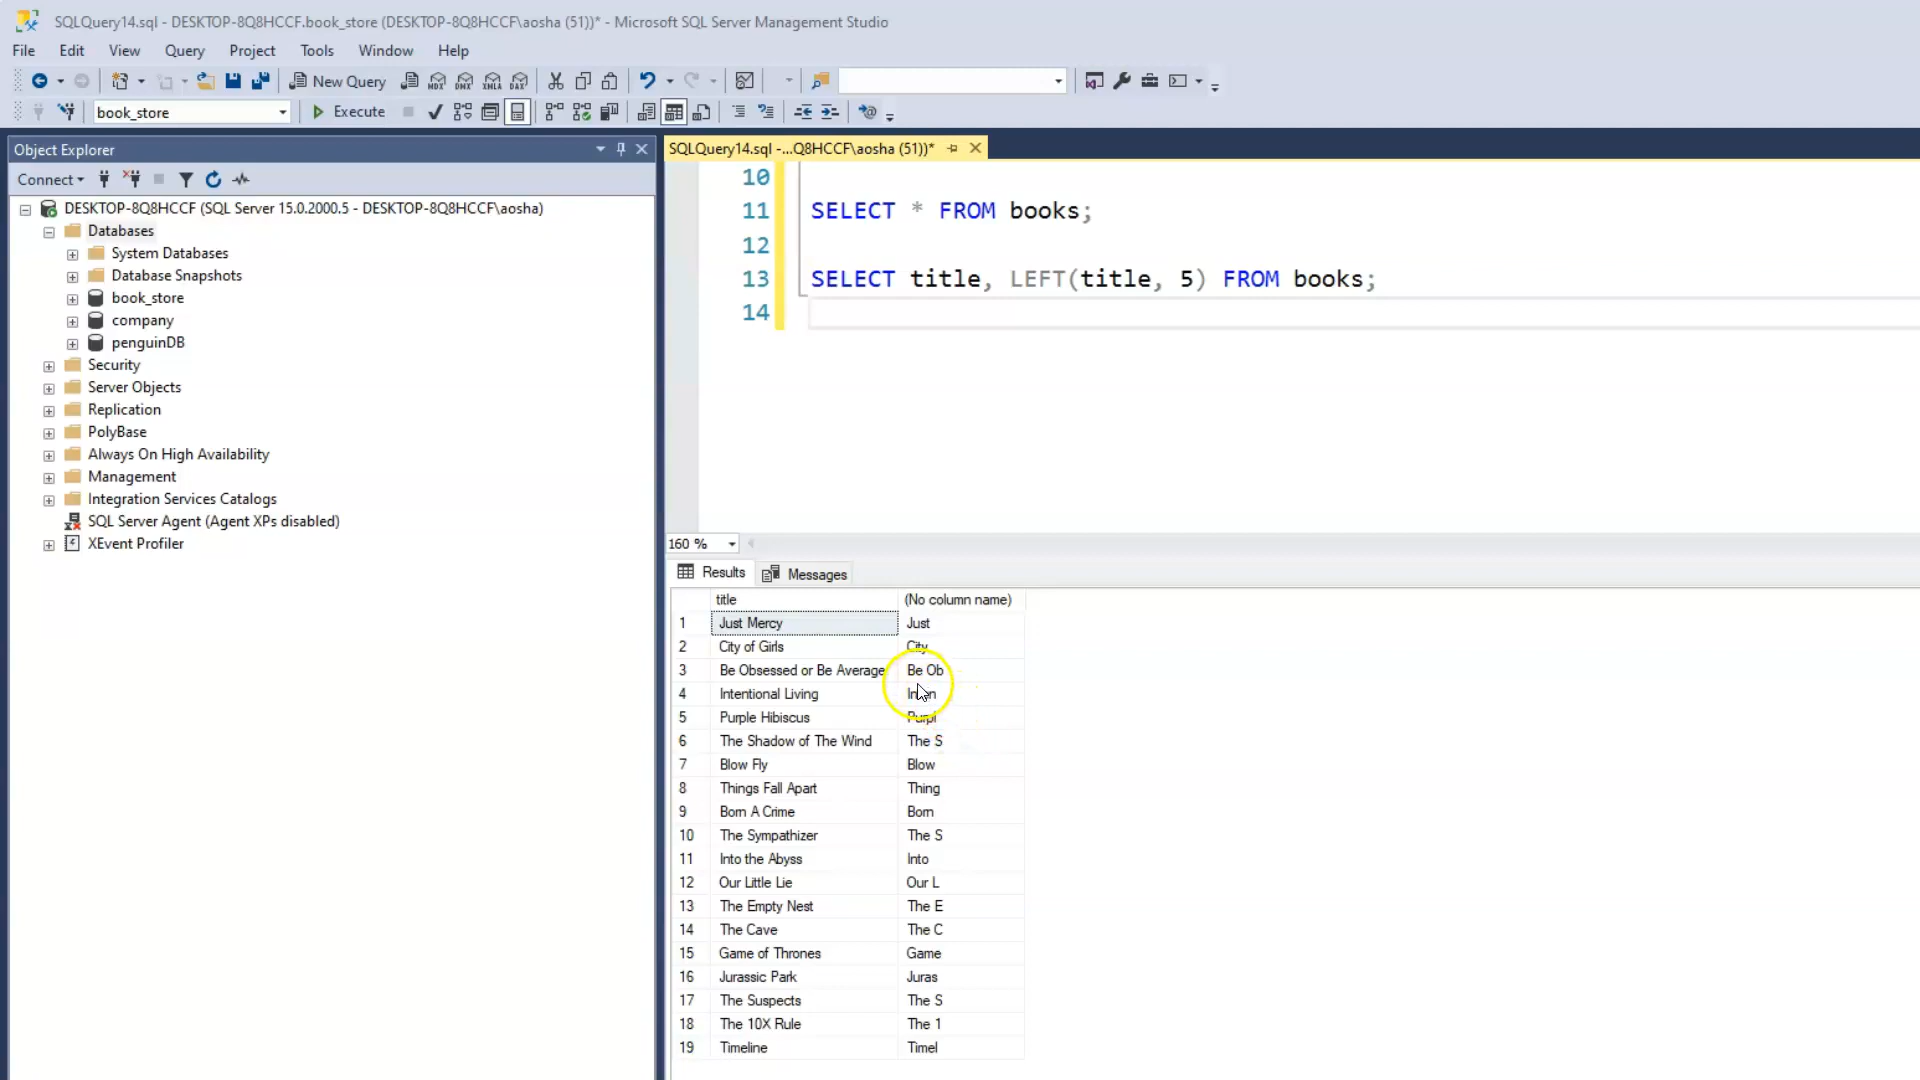 SQLQuery14.sql - DESKTOP-8Q8HCCF.book_store (DESKTOP-8Q8HCCF\aosha (51))* - Microsoft SQL Server Management Studio
File Edit View Query Project Tools Window Help
New Query MDX DMX XMLA DAX
book_store Execute
Object Explorer
SQLQuery14.sql -...Q8HCCF\aosha (51))*
Connect
DESKTOP-8Q8HCCF (SQL Server 15.0.2000.5 - DESKTOP-8Q8HCCF\aosha)
Databases
System Databases
Database Snapshots
book_store
company
penguinDB
Security
Server Objects
Replication
PolyBase
Always On High Availability
Management
Integration Services Catalogs
SQL Server Agent (Agent XPs disabled)
XEvent Profiler
10
11 SELECT * FROM books;
12
13 SELECT title, LEFT(title, 5) FROM books;
14
160 %
Results Messages
title (No column name)
1 Just Mercy Just
2 City of Girls City
3 Be Obsessed or Be Average Be Ob
4 Intentional Living
5 Purple Hibiscus Purpl
6 The Shadow of The Wind The S
7 Blow Fly Blow
8 Things Fall Apart Thing
9 Born A Crime Born
10 The Sympathizer The S
11 Into the Abyss Into
12 Our Little Lie Our L
13 The Empty Nest The E
14 The Cave The C
15 Game of Thrones Game
16 Jurassic Park Juras
17 The Suspects The S
18 The 10X Rule The 1
19 Timeline Timel